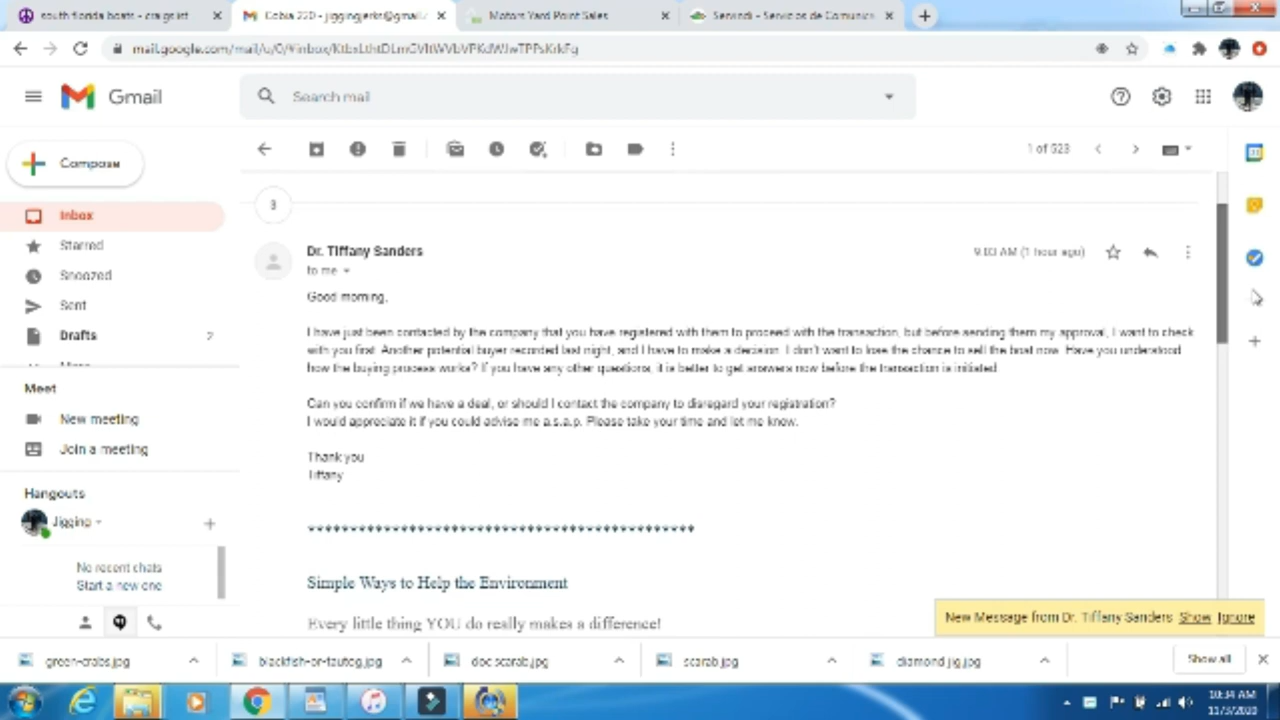 south florida boats - craigslist
Cobia 220 - jiggingjerks@gmail.c
Motors Yard Point Sales
Servindi - Servicios de Comunica
Gmail
Search mail
Compose
1 of 523
Inbox
Starred
Snoozed
Sent
Drafts 2
More
3
Dr. Tiffany Sanders
9:03 AM (1 hour ago)
to me
Good morning,
I have just been contacted by the company that you have registered with them to proceed with the transaction, but before sending them my approval, I want to check
with you first. Another potential buyer recorded last night, and I have to make a decision. I don't want to lose the chance to sell the boat now. Have you understood
how the buying process works? If you have any other questions, it is better to get answers now before the transaction is initiated.
Can you confirm if we have a deal, or should I contact the company to disregard your registration?
I would appreciate it if you could advise me a.s.a.p. Please take your time and let me know.
Thank you
Tiffany
Simple Ways to Help the Environment
Every little thing YOU do really makes a difference!
Meet
New meeting
Join a meeting
Hangouts
Jigging
No recent chats
Start a new one
New Message from Dr. Tiffany Sanders Show Ignore
green-crabs.jpg
blackfish-or-tautog.jpg
doc scarab.jpg
scarab.jpg
diamond jig.jpg
Show all
10:34 AM
11/3/2020